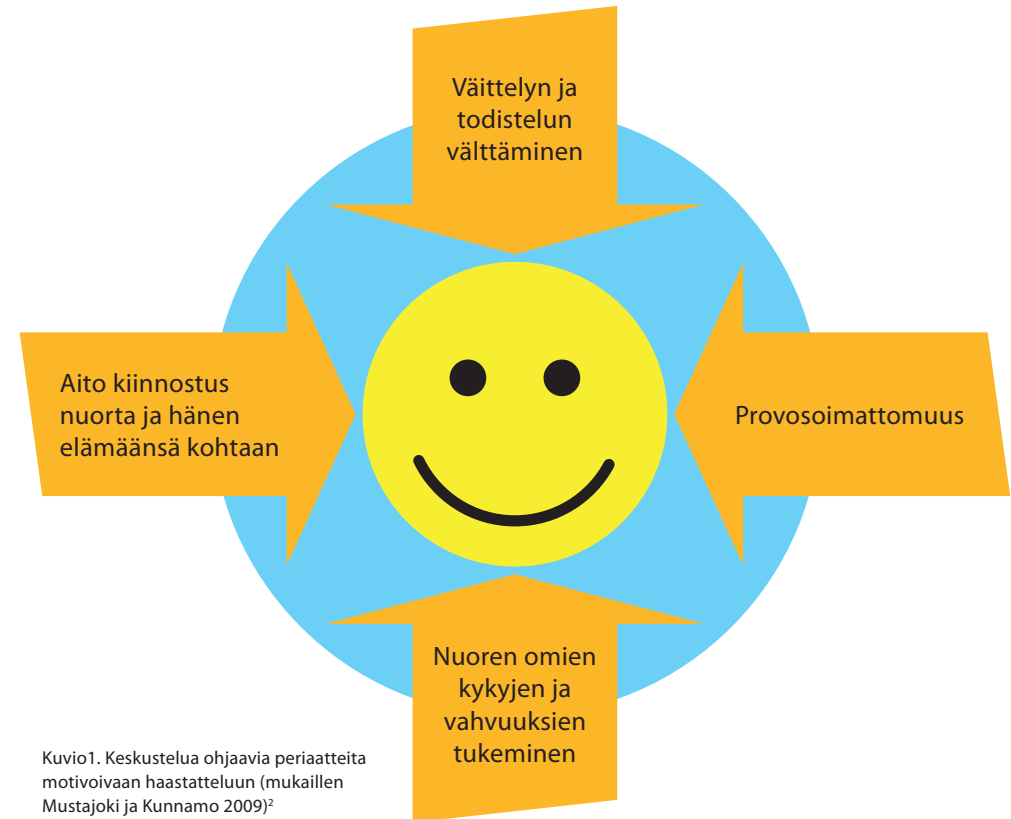 Väittelyn ja
todistelun
välttäminen
Aito kiinnostus
nuorta ja hänen
elämäänsä kohtaan
Provosoimattomuus
Nuoren omien
kykyjen ja
vahvuuksien
tukeminen
Kuvio1. Keskustelua ohjaavia periaatteita
motivoivaan haastatteluun (mukaillen
Mustajoki ja Kunnamo 2009)²